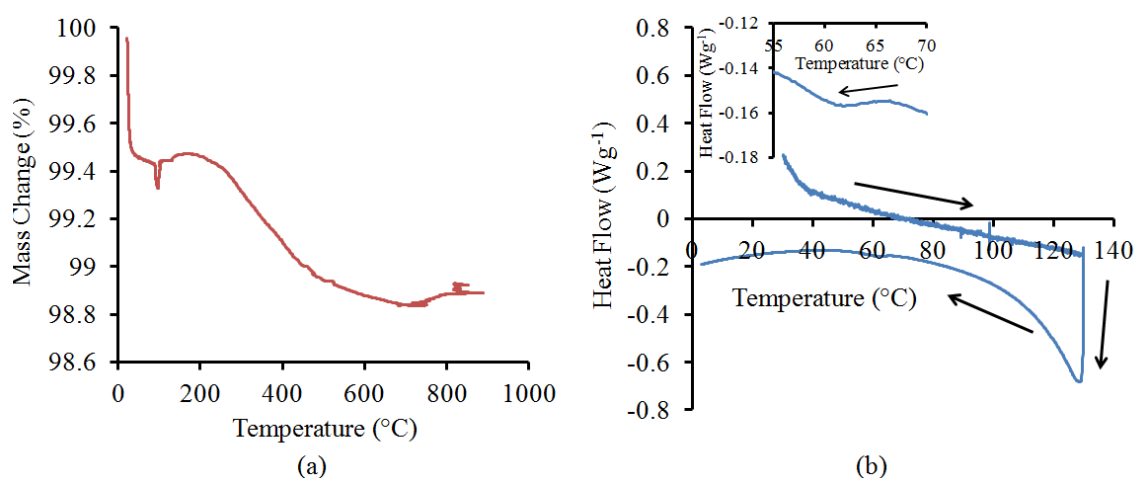 100
99.8
99.6
99.4
99.2
99
98.8
98.6
Mass Change (%)
0 200 400 600 800 1000
Temperature (°C)
(a)
0.8
0.6
0.4
0.2
0
-0.2
-0.4
-0.6
-0.8
Heat Flow (Wg⁻¹)
0 20 40 60 80 100 120 140
Temperature (°C)
-0.12
-0.14
-0.16
-0.18
Heat Flow (Wg⁻¹)
55 60 65 70
Temperature (°C)
(b)